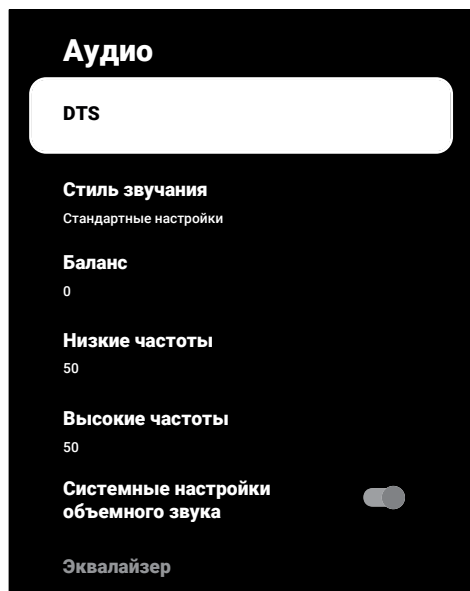 Аудио
DTS
Стиль звучания
Стандартные настройки
Баланс
0
Низкие частоты
50
Высокие частоты
50
Системные настройки
объемного звука
Эквалайзер